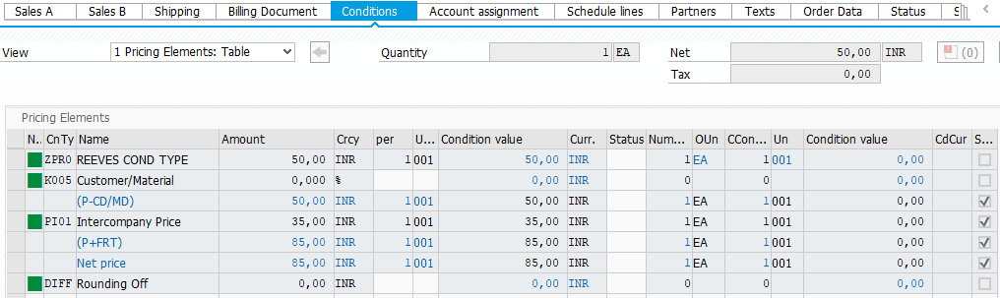 Sales A Sales B Shipping Billing Document Conditions Account assignment Schedule lines Partners Texts Order Data Status
View 1 Pricing Elements: Table Quantity 1 EA Net 50,00 INR (0)
Tax 0,00
Pricing Elements
N.. CnTy Name Amount Crcy per U... Condition value Curr. Status Num... OUn CCon... Un Condition value CdCur S...
ZPR0 REEVES COND TYPE 50,00 INR 1 001 50,00 INR 1 EA 1 001 0,00
K005 Customer/Material 0,000 % 0,00 INR 0 0 0,00
(P-CD/MD) 50,00 INR 1 001 50,00 INR 1 EA 1 001 0,00
PI01 Intercompany Price 35,00 INR 1 001 35,00 INR 1 EA 1 001 0,00
(P+FRT) 85,00 INR 1 001 85,00 INR 1 EA 1 001 0,00
Net price 85,00 INR 1 001 85,00 INR 1 EA 1 001 0,00
DIFF Rounding Off 0,00 INR 0,00 INR 0 0 0,00